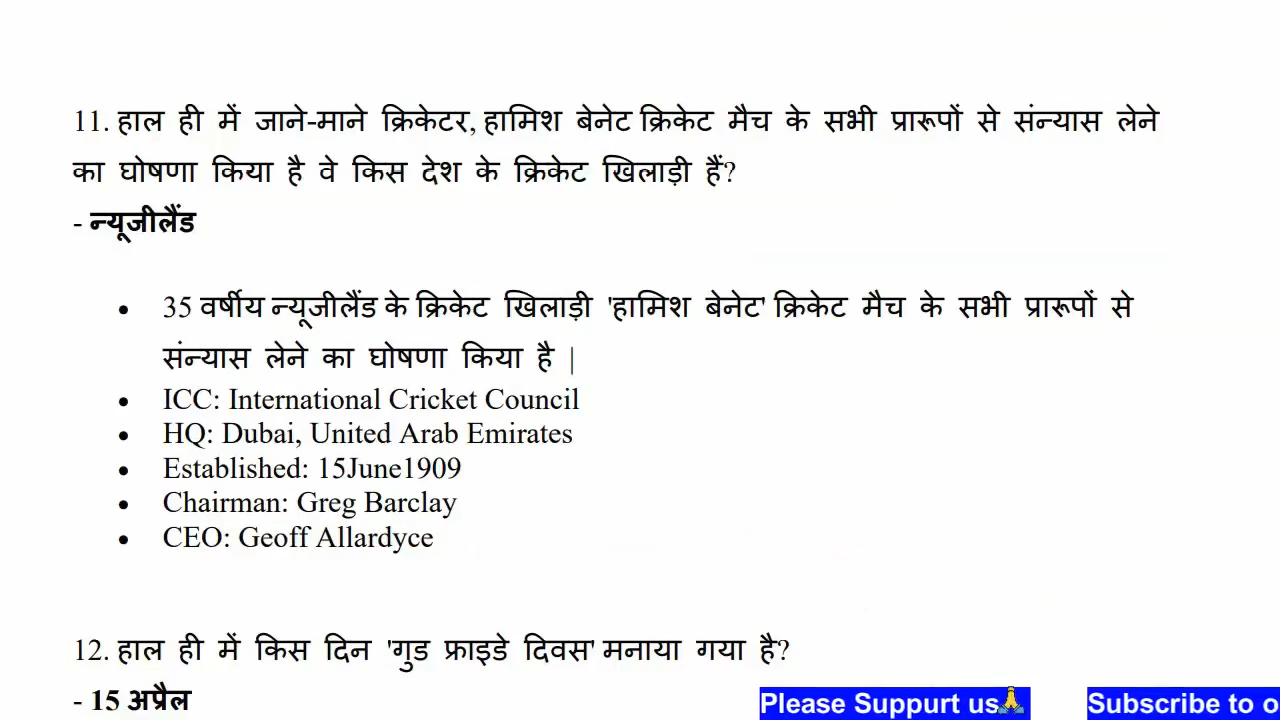 11. हाल ही में जाने-माने क्रिकेटर, हामिश बेनेट क्रिकेट मैच के सभी प्रारूपों से संन्यास लेने
का घोषणा किया है वे किस देश के क्रिकेट खिलाड़ी हैं?
- न्यूजीलैंड
• 35 वर्षीय न्यूजीलैंड के क्रिकेट खिलाड़ी 'हामिश बेनेट' क्रिकेट मैच के सभी प्रारूपों से
संन्यास लेने का घोषणा किया है |
• ICC: International Cricket Council
• HQ: Dubai, United Arab Emirates
• Established: 15June1909
• Chairman: Greg Barclay
• CEO: Geoff Allardyce
12. हाल ही में किस दिन 'गुड फ्राइडे दिवस' मनाया गया है?
- 15 अप्रैल
Please Suppurt us🙏 Subscribe to o